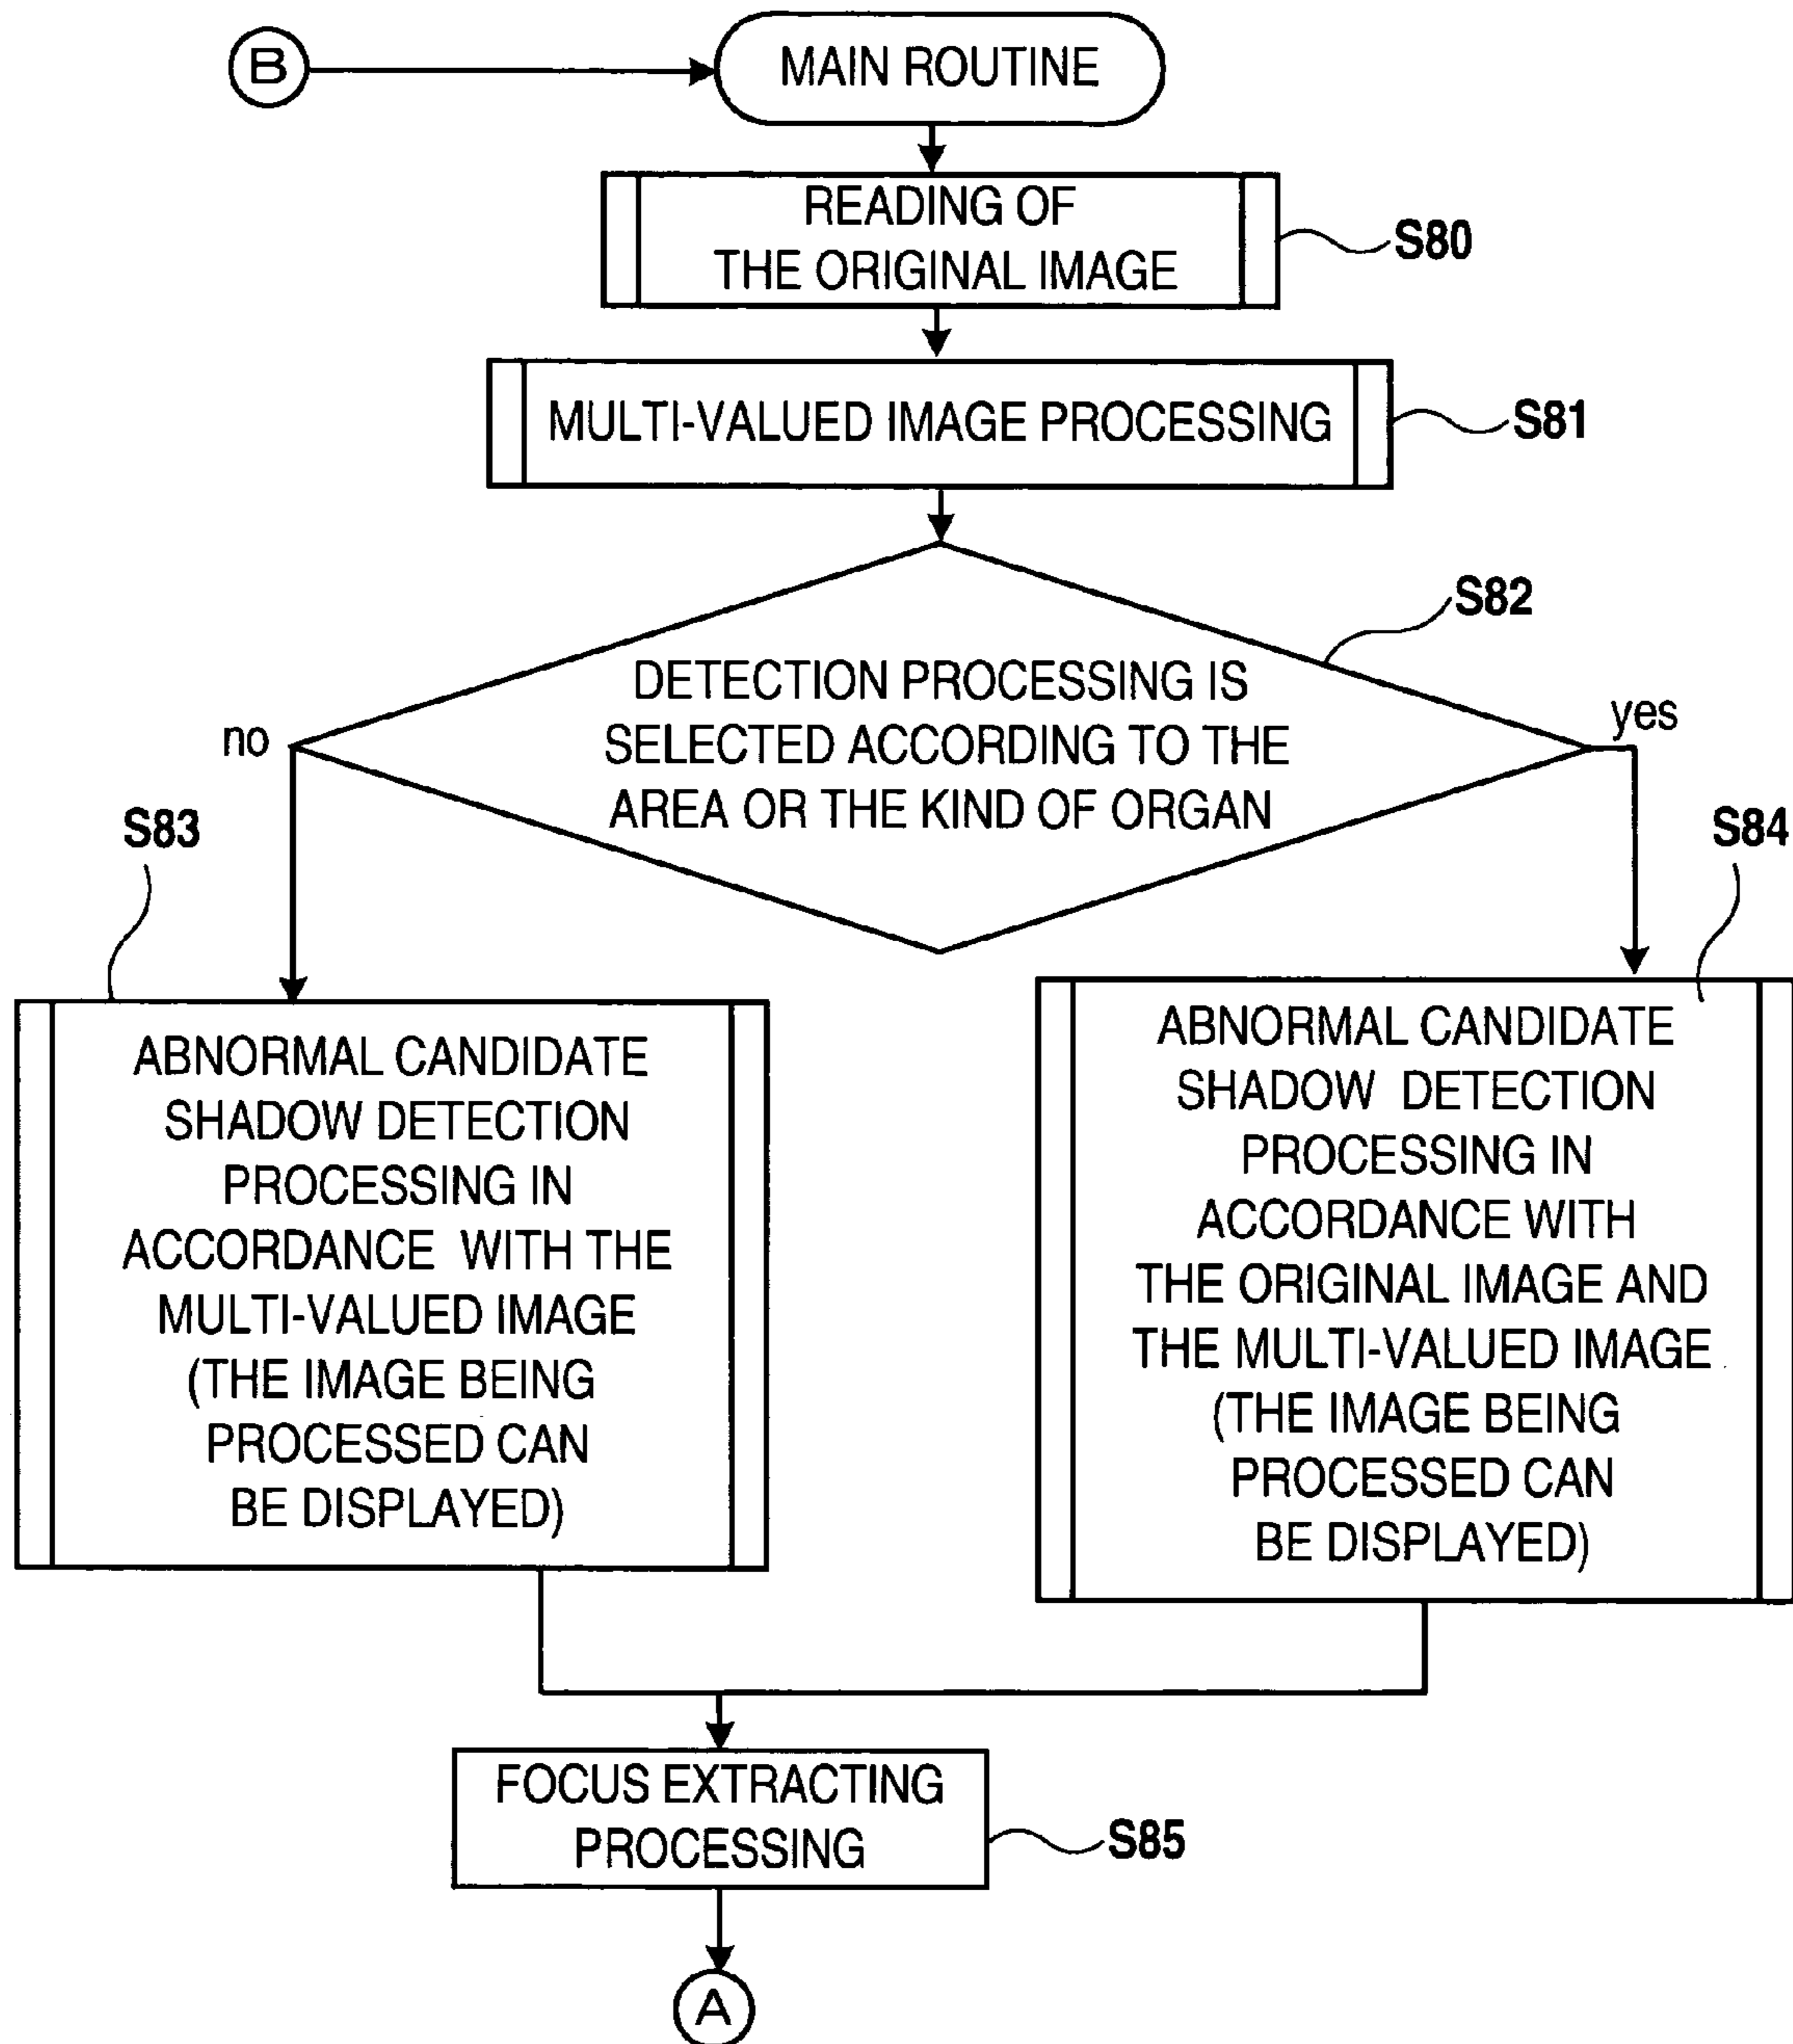 B
MAIN ROUTINE
READING OF
THE ORIGINAL IMAGE
S80
MULTI-VALUED IMAGE PROCESSING
S81
S82
DETECTION PROCESSING IS
SELECTED ACCORDING TO THE
AREA OR THE KIND OF ORGAN
no
yes
S83
ABNORMAL CANDIDATE
SHADOW DETECTION
PROCESSING IN
ACCORDANCE WITH THE
MULTI-VALUED IMAGE
(THE IMAGE BEING
PROCESSED CAN
BE DISPLAYED)
S84
ABNORMAL CANDIDATE
SHADOW DETECTION
PROCESSING IN
ACCORDANCE WITH
THE ORIGINAL IMAGE AND
THE MULTI-VALUED IMAGE
(THE IMAGE BEING
PROCESSED CAN
BE DISPLAYED)
FOCUS EXTRACTING
PROCESSING
S85
A